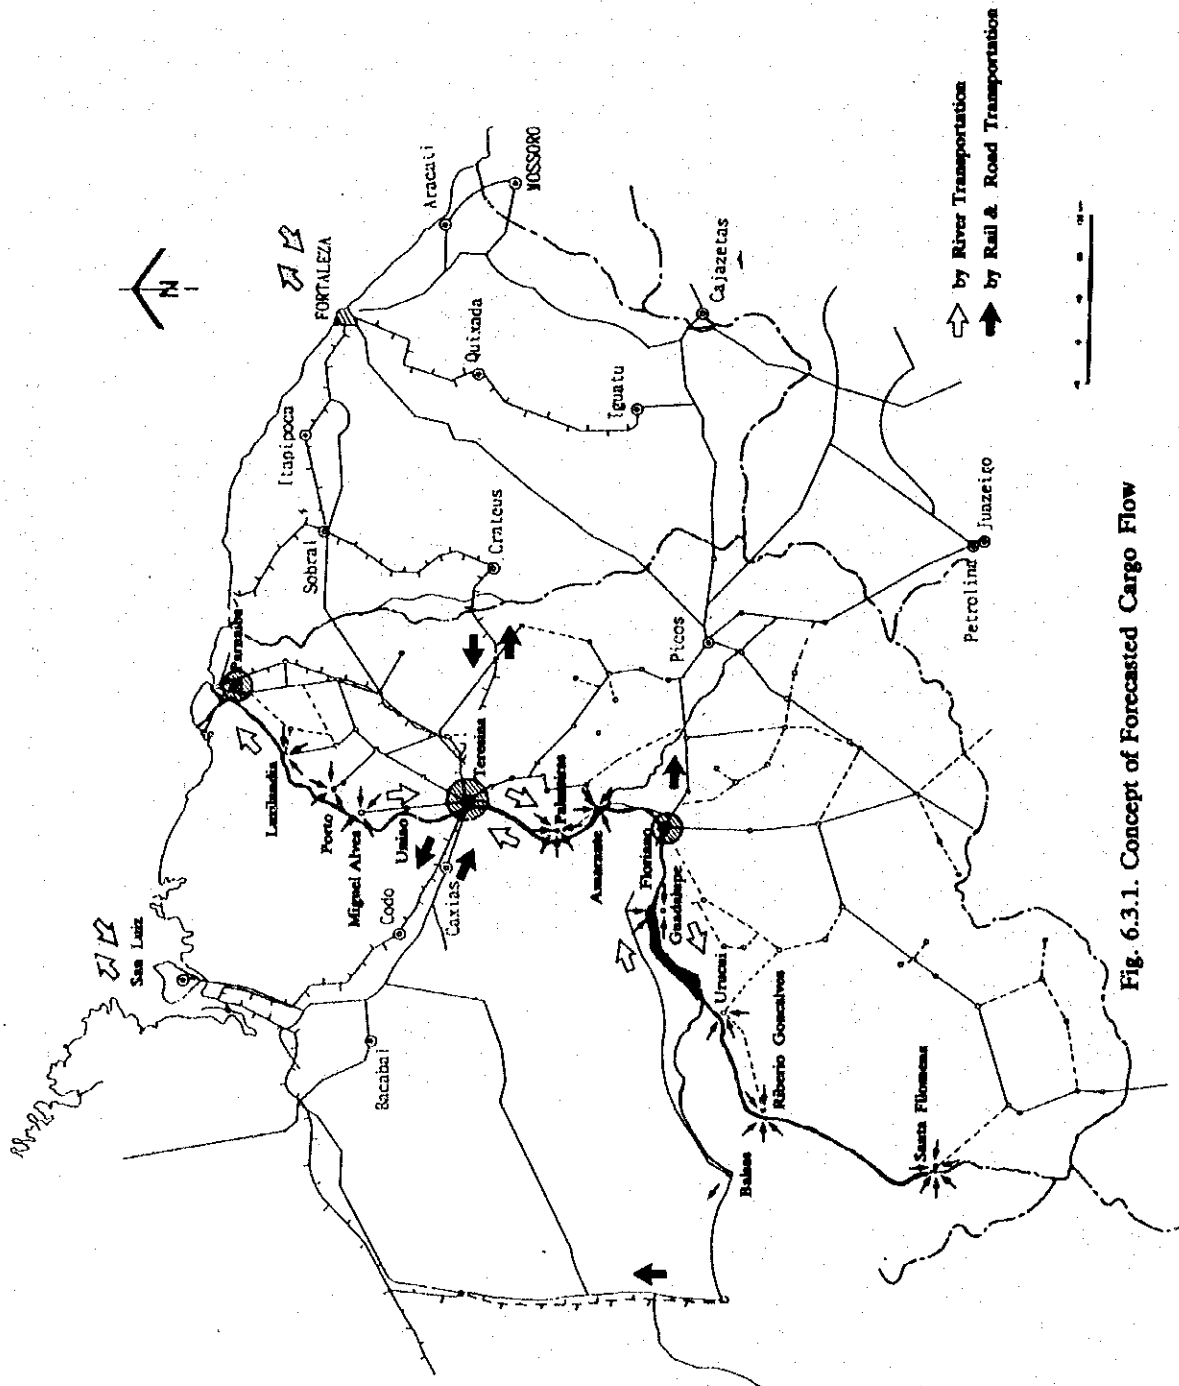 N
San Luiz
Parnaiba
FORTALEZA
Aracati
MOSSORO
Itapipoca
Sobral
Quixada
Crateus
Iguatu
Cajazetas
Luzilandia
Porto
Miguel Alves
Uniao
Teresina
Codo
Caxias
Bacabal
Palmeiras
Amarante
Floriano
Guadalupe
Picos
Petrolina
Juazeiro
Urucui
Riberio Goncalves
Balsas
Santa Filomena
by River Transportation
by Rail & Road Transportation
Fig. 6.3.1. Concept of Forecasted Cargo Flow